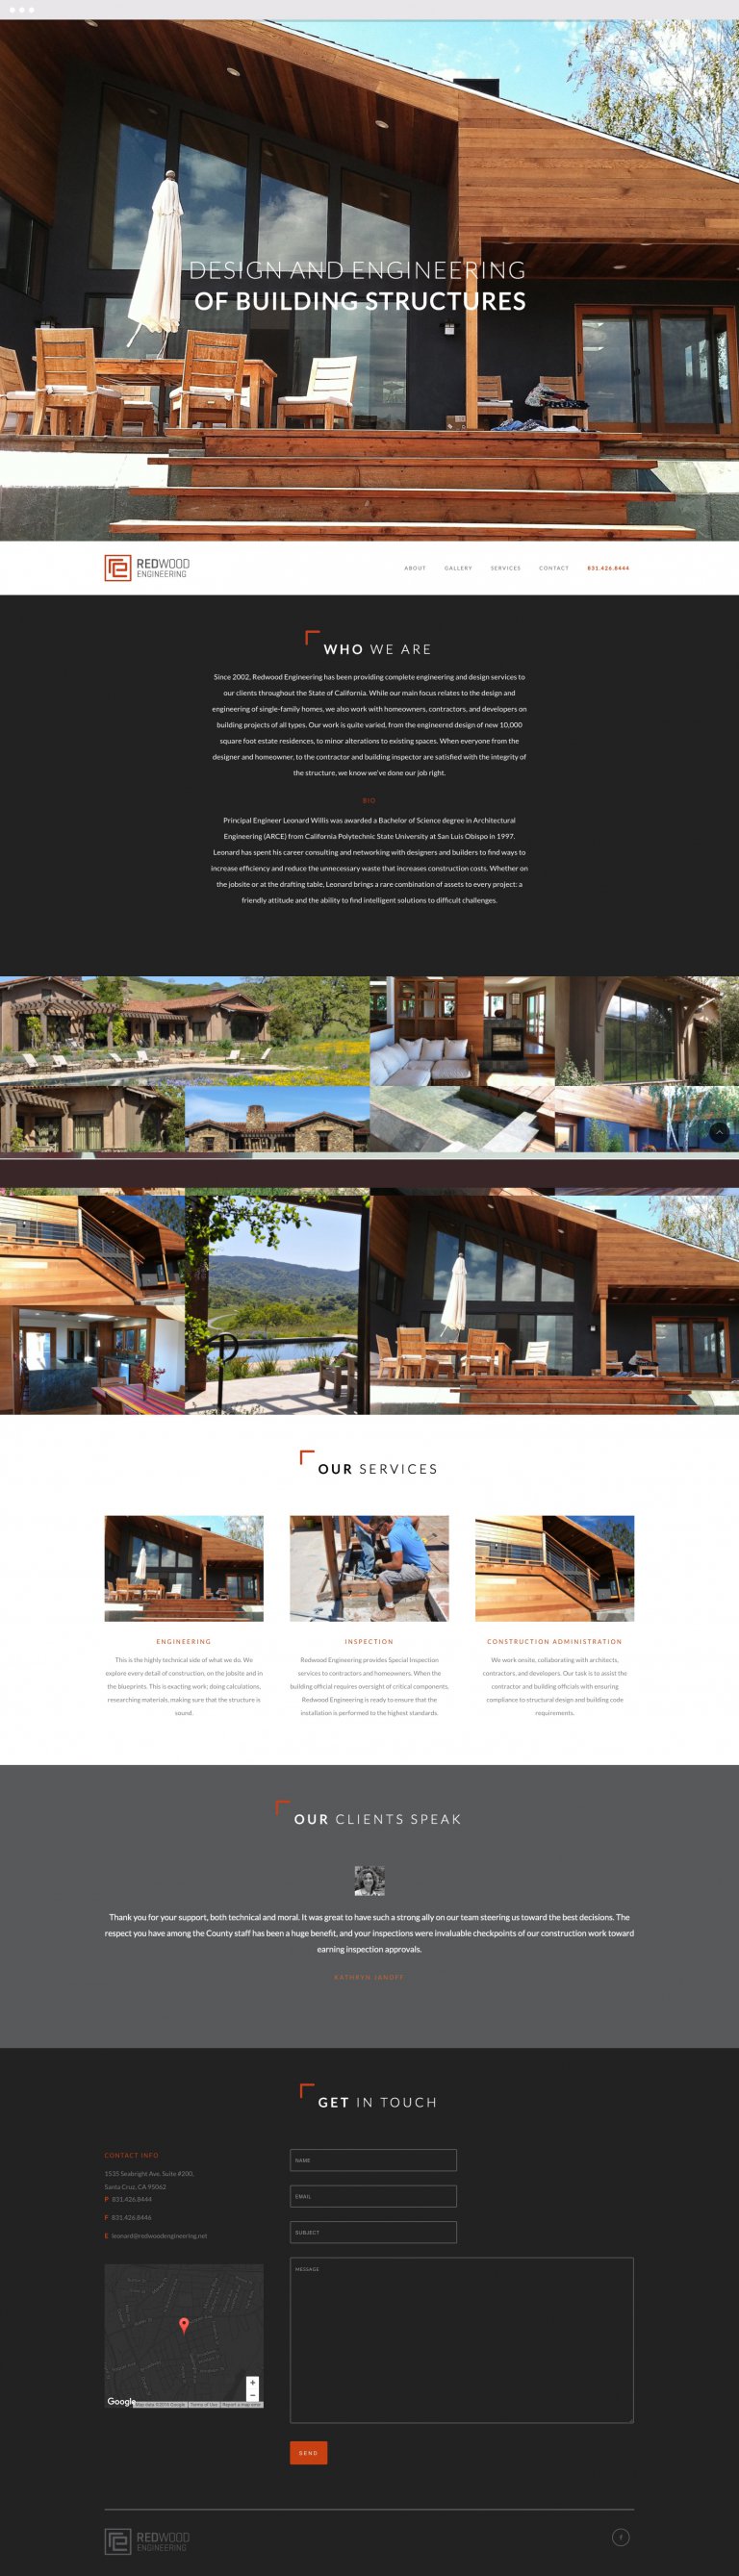 DESIGN AND ENGINEERING
OF BUILDING STRUCTURES
REDWOOD
ENGINEERING
ABOUT GALLERY SERVICES CONTACT 831.426.8444
WHO WE ARE
Since 2002, Redwood Engineering has been providing complete engineering and design services to
our clients throughout the State of California. While our main focus relates to the design and
engineering of single-family homes, we also work with homeowners, contractors, and developers on
building projects of all types. Our work is quite varied, from the engineered design of new 10,000
square foot estate residences, to minor alterations to existing spaces. When everyone from the
designer and homeowner, to the contractor and building inspector are satisfied with the integrity of
the structure, we know we've done our job right.
BIO
Principal Engineer Leonard Willis was awarded a Bachelor of Science degree in Architectural
Engineering (ARCE) from California Polytechnic State University at San Luis Obispo in 1997.
Leonard has spent his career consulting and networking with designers and builders to find ways to
increase efficiency and reduce the unnecessary waste that increases construction costs. Whether on
the jobsite or at the drafting table, Leonard brings a rare combination of assets to every project: a
friendly attitude and the ability to find intelligent solutions to difficult challenges.
OUR SERVICES
ENGINEERING
This is the highly technical side of what we do. We
explore every detail of construction, on the jobsite and in
the blueprints. This is exacting work; doing calculations,
researching materials, making sure that the structure is
sound.
INSPECTION
Redwood Engineering provides Special Inspection
services to contractors and homeowners. When the
building official requires oversight of critical components,
Redwood Engineering is ready to ensure that the
installation is performed to the highest standards.
CONSTRUCTION ADMINISTRATION
We work onsite, collaborating with architects,
contractors, and developers. Our task is to assist the
contractor and building officials with ensuring
compliance to structural design and building code
requirements.
OUR CLIENTS SPEAK
Thank you for your support, both technical and moral. It was great to have such a strong ally on our team steering us toward the best decisions. The
respect you have among the County staff has been a huge benefit, and your inspections were invaluable checkpoints of our construction work toward
earning inspection approvals.
KATHRYN JANOFF
GET IN TOUCH
CONTACT INFO
1535 Seabright Ave. Suite #200,
Santa Cruz, CA 95062
P 831.426.8444
F 831.426.8446
E leonard@redwoodengineering.net
Google
Map data ©2016 Google Terms of Use Report a map error
NAME
EMAIL
SUBJECT
MESSAGE
SEND
REDWOOD
ENGINEERING